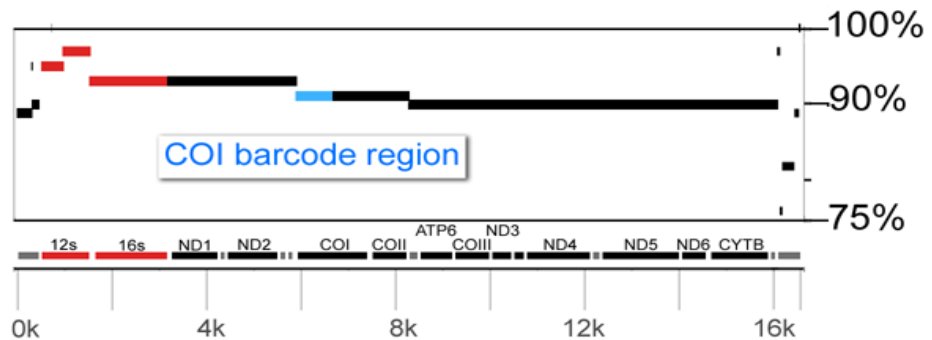 100%
90%
COI barcode region
75%
ATP6 ND3
12s 16s ND1 ND2 COI COII COIII ND4 ND5 ND6 CYTB
0k 4k 8k 12k 16k